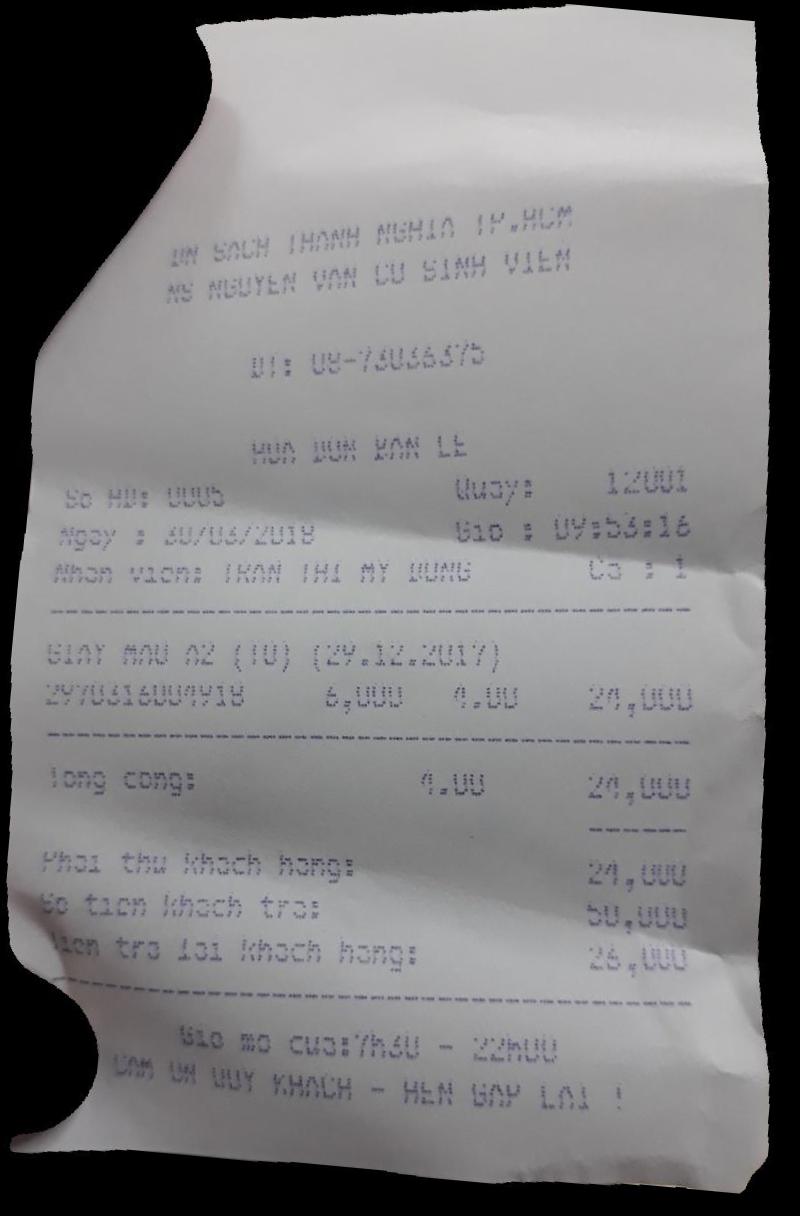 DN SACH THANH NGHIA TP.HCM
NS NGUYEN VAN CU SINH VIEN
DT: 08-73036375
HOA DON BAN LE
So HD: 0005 Quay: 12001
Ngay : 30/03/2018 Gio : 09:53:16
Nhan vien: TRAN THI MY DUNG Ca : 1
GIAY MAU A2 (TO) (29.12.2017)
2970316004918 6,000 4.00 24,000
Tong cong: 4.00 24,000
Phai thu khach hang: 24,000
So tien khach tra: 50,000
Tien tra lai khach hang: 26,000
Gio mo cua:7h30 - 22h00
CAM ON QUY KHACH - HEN GAP LAI !